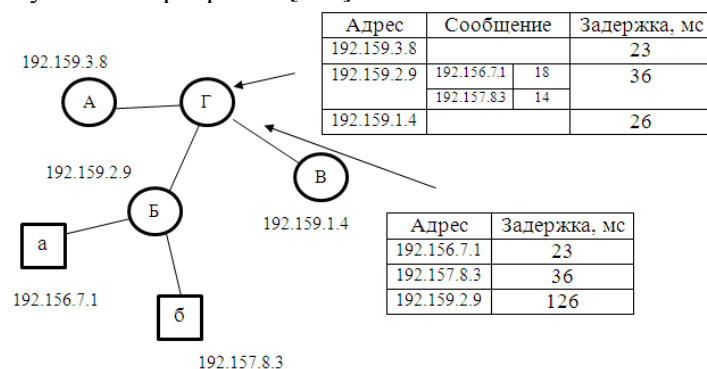 Адрес Сообщение Задержка, мс
192.159.3.8 23
192.159.2.9 192.156.7.1 18 36
192.157.8.3 14
192.159.1.4 26
192.159.3.8
А
Г
В
192.159.2.9
Б
192.159.1.4
а
192.156.7.1
б
192.157.8.3
Адрес Задержка, мс
192.156.7.1 23
192.157.8.3 36
192.159.2.9 126